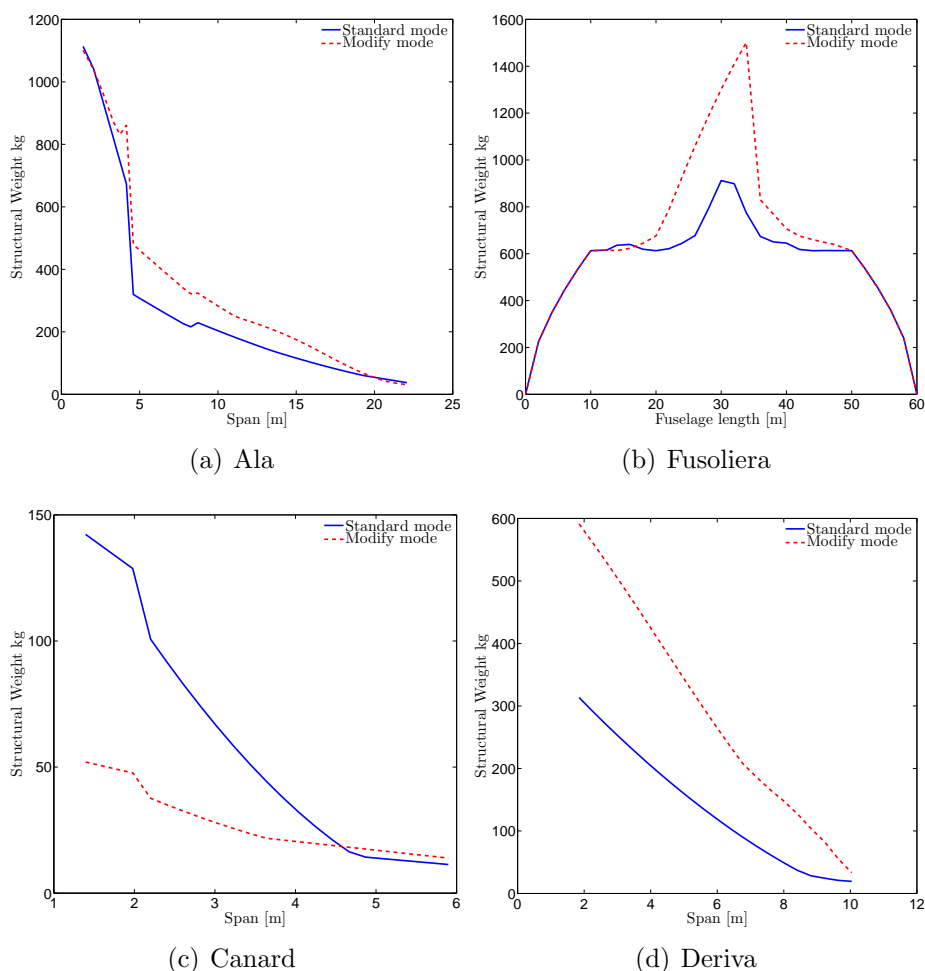 1200
1000
800
600
400
200
0
Structural Weight kg
Standard mode
Modify mode
0 5 10 15 20 25
Span [m]
(a) Ala
1600
1400
1200
1000
800
600
400
200
0
Structural Weight kg
Standard mode
Modify mode
0 10 20 30 40 50 60
Fuselage length [m]
(b) Fusoliera
150
100
50
0
Structural Weight kg
Standard mode
Modify mode
1 2 3 4 5 6
Span [m]
(c) Canard
600
500
400
300
200
100
0
Structural Weight kg
Standard mode
Modify mode
0 2 4 6 8 10 12
Span [m]
(d) Deriva